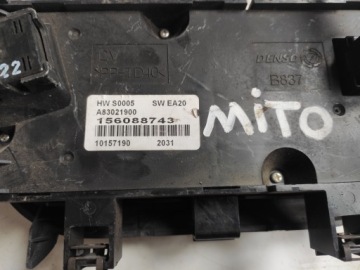 DENSO
B837
22
HW S0005 SW EA20
A83021900
156088743
10157190 2031
MITO